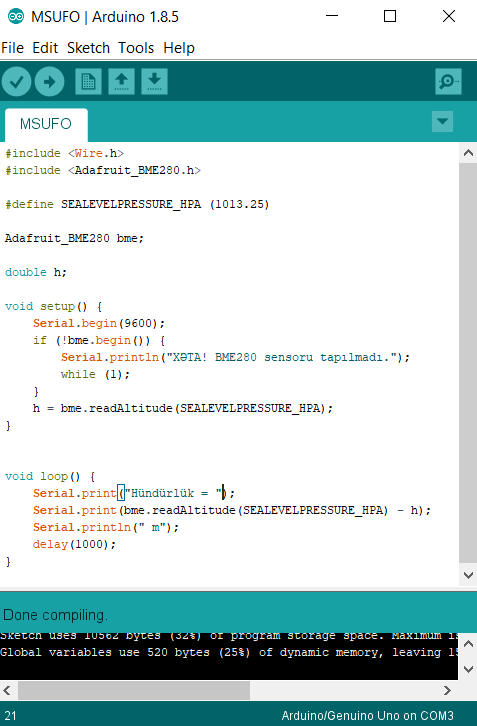 MSUFO | Arduino 1.8.5
File Edit Sketch Tools Help
MSUFO
#include <Wire.h>
#include <Adafruit_BME280.h>
#define SEALEVELPRESSURE_HPA (1013.25)
Adafruit_BME280 bme;
double h;
void setup() {
Serial.begin(9600);
if (!bme.begin()) {
Serial.println("XƏTA! BME280 sensoru tapılmadı.");
while (1);
}
h = bme.readAltitude(SEALEVELPRESSURE_HPA);
}
void loop() {
Serial.print("Hündürlük = ");
Serial.print(bme.readAltitude(SEALEVELPRESSURE_HPA) - h);
Serial.println(" m");
delay(1000);
}
Done compiling.
Sketch uses 10562 bytes (32%) of program storage space. Maximum
Global variables use 520 bytes (25%) of dynamic memory, leaving
21 Arduino/Genuino Uno on COM3